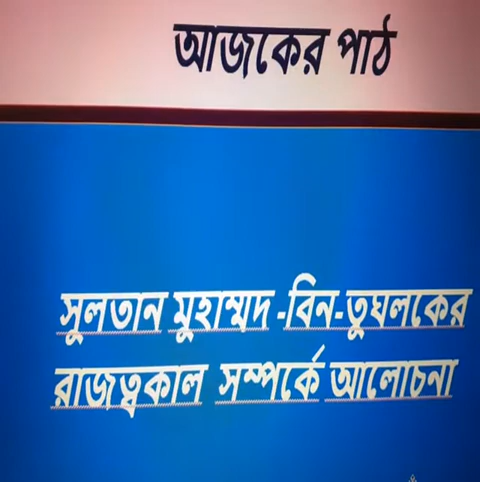 আজকের পাঠ
সুলতান মুহাম্মদ -বিন-তুঘলকের
রাজত্বকাল সম্পর্কে আলোচনা